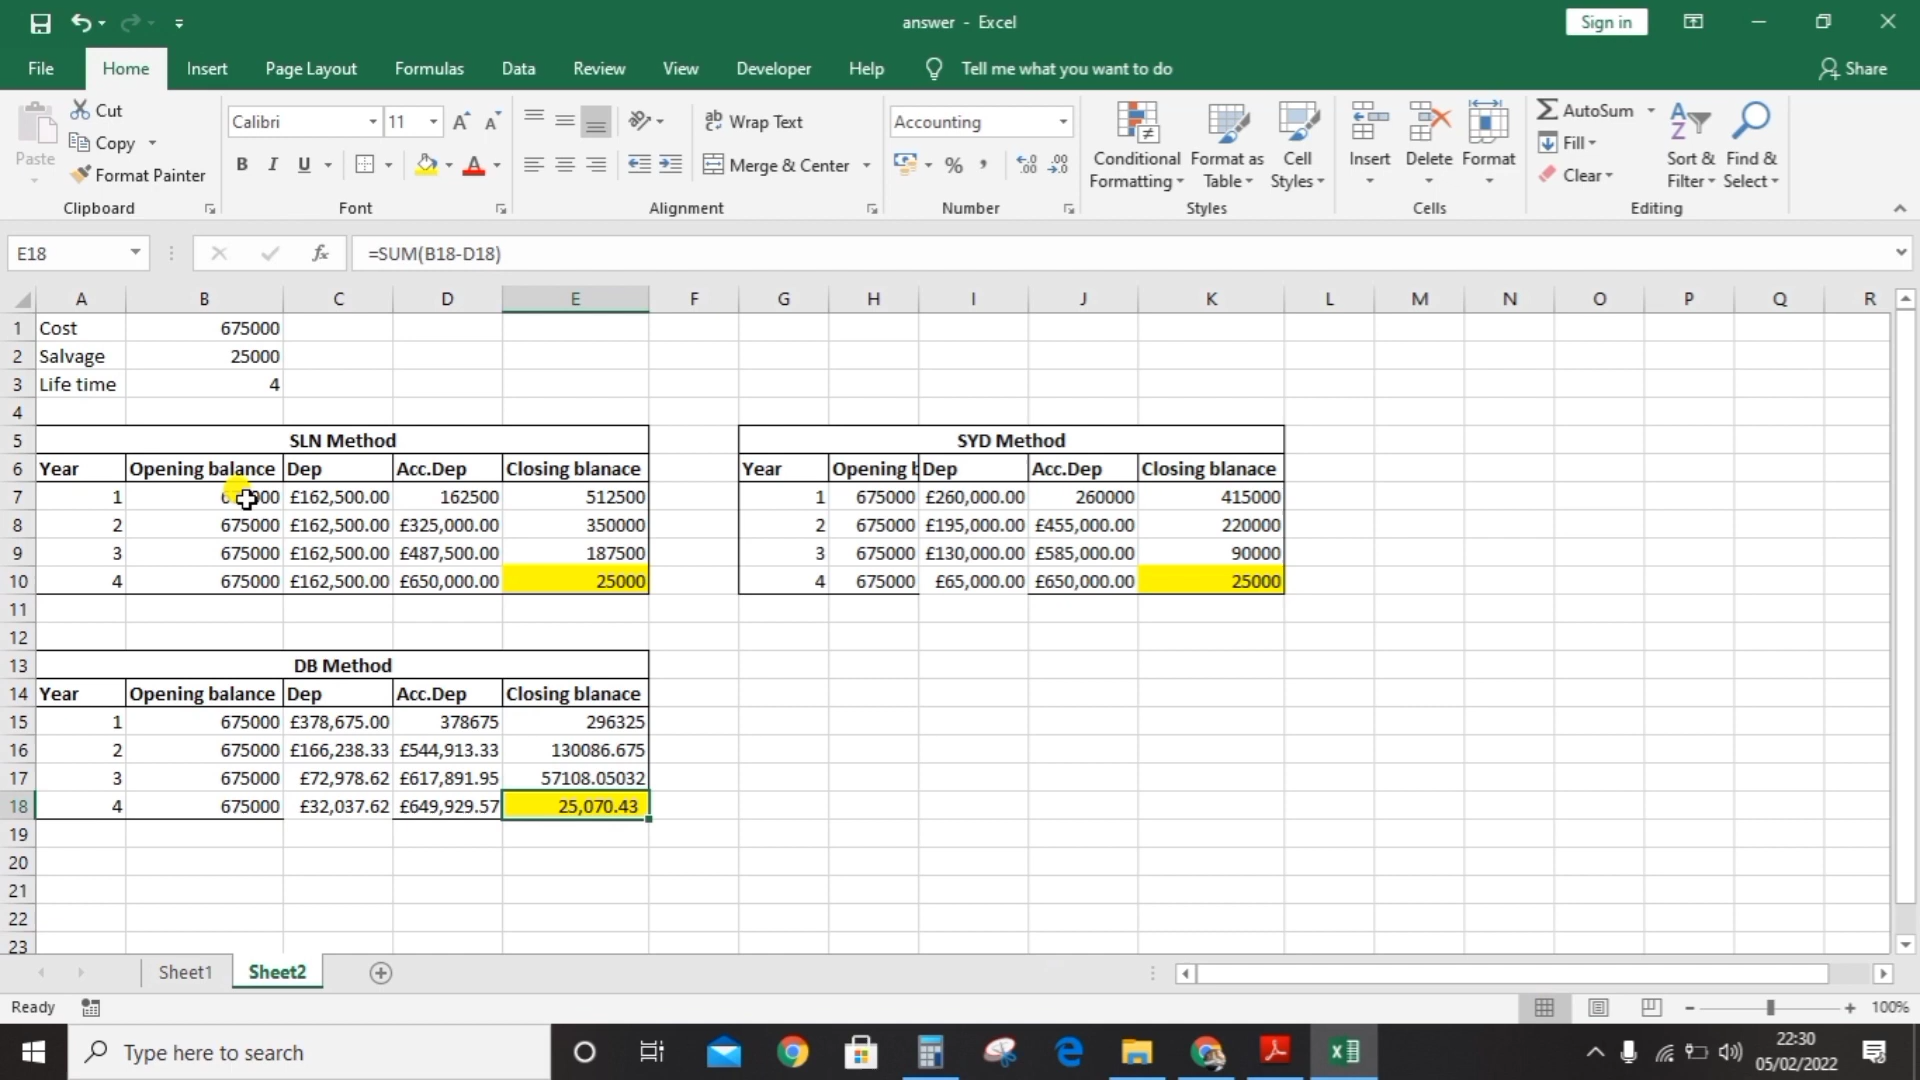 answer - Excel
Sign in
File Home Insert Page Layout Formulas Data Review View Developer Help Tell me what you want to do Share
Paste
Cut
Copy
Format Painter
Clipboard
Calibri 11
B I U
Font
ab Wrap Text
Merge & Center
Alignment
Accounting
% ,
Number
Conditional Formatting
Format as Table
Cell Styles
Styles
Insert Delete Format
Cells
AutoSum
Fill
Clear
Sort & Filter
Find & Select
Editing
E18 fx =SUM(B18-D18)
A B C D E F G H I J K L M N O P Q R
1 Cost 675000
2 Salvage 25000
3 Life time 4
4
5 SLN Method SYD Method
6 Year Opening balance Dep Acc.Dep Closing blanace Year Opening b Dep Acc.Dep Closing blanace
7 1 675000 £162,500.00 162500 512500 1 675000 £260,000.00 260000 415000
8 2 675000 £162,500.00 £325,000.00 350000 2 675000 £195,000.00 £455,000.00 220000
9 3 675000 £162,500.00 £487,500.00 187500 3 675000 £130,000.00 £585,000.00 90000
10 4 675000 £162,500.00 £650,000.00 25000 4 675000 £65,000.00 £650,000.00 25000
11
12
13 DB Method
14 Year Opening balance Dep Acc.Dep Closing blanace
15 1 675000 £378,675.00 378675 296325
16 2 675000 £166,238.33 £544,913.33 130086.675
17 3 675000 £72,978.62 £617,891.95 57108.05032
18 4 675000 £32,037.62 £649,929.57 25,070.43
19
20
21
22
23
Sheet1 Sheet2
Ready 100%
Type here to search
22:30
05/02/2022